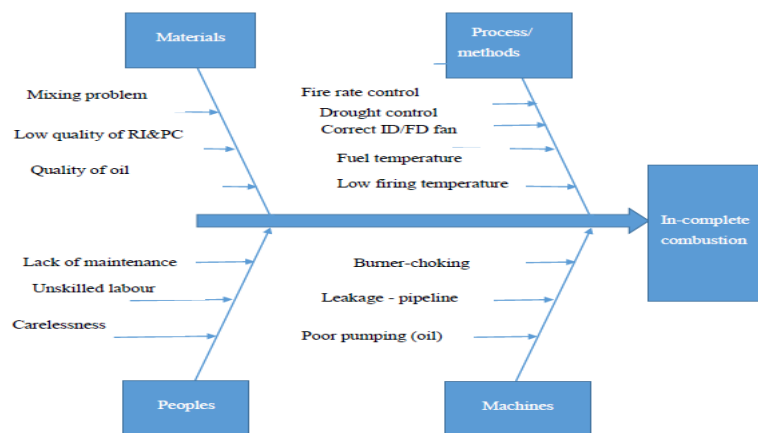 Materials
Process/
methods
Mixing problem
Low quality of RI&PC
Quality of oil
Fire rate control
Drought control
Correct ID/FD fan
Fuel temperature
Low firing temperature
In-complete
combustion
Lack of maintenance
Unskilled labour
Carelessness
Burner-choking
Leakage - pipeline
Poor pumping (oil)
Peoples
Machines